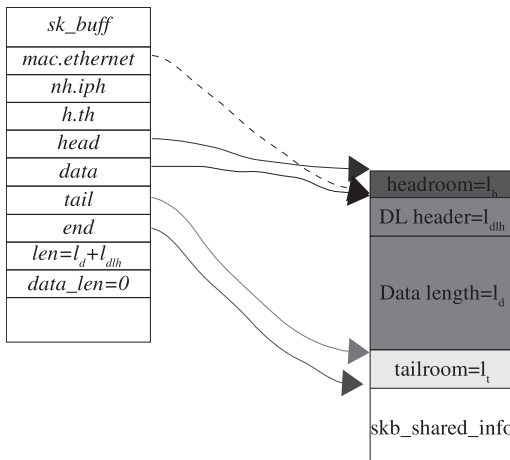 sk_buff
mac.ethernet
nh.iph
h.th
head
data
tail
end
len=l_d+l_dlh
data_len=0
headroom=l_h
DL header=l_dlh
Data length=l_d
tailroom=l_t
skb_shared_info